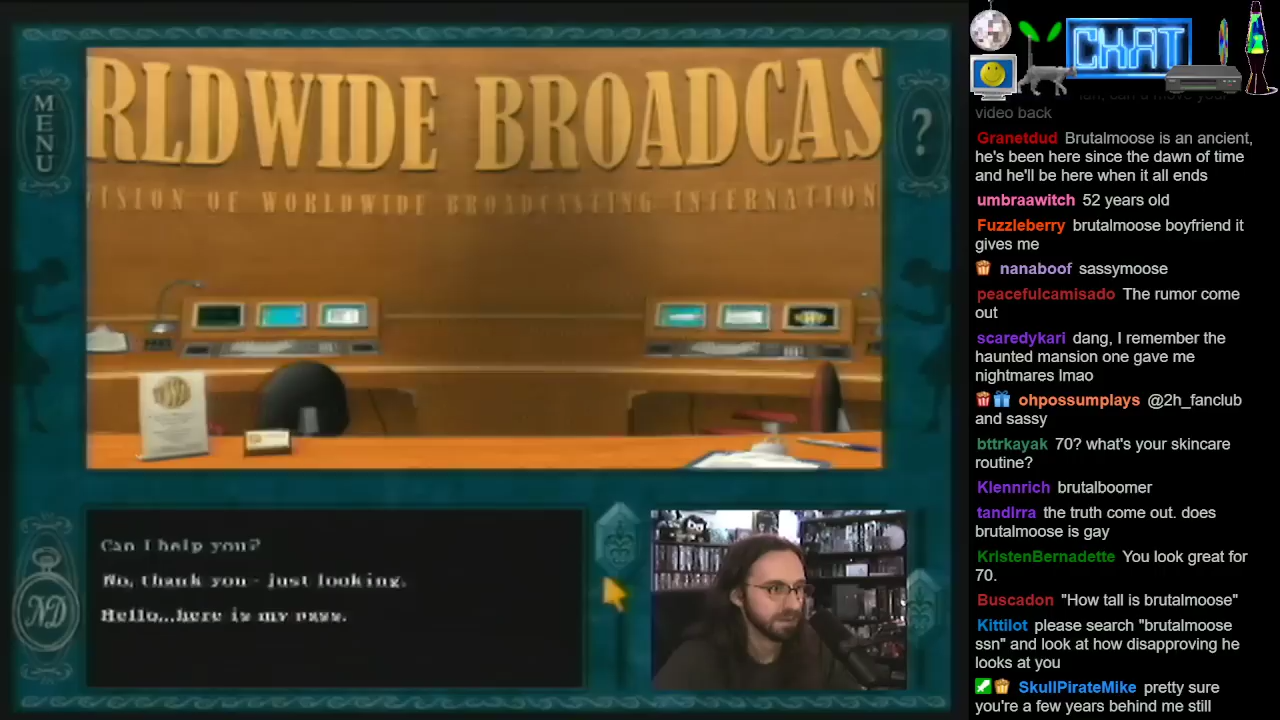 MENU
?
RLDWIDE BROADCAS
ISION OF WORLDWIDE BROADCASTING INTERNATION
Can I help you?
No, thank you - just looking.
Hello...here is my pass.
ND
CHAT
video back
Granetdud Brutalmoose is an ancient,
he's been here since the dawn of time
and he'll be here when it all ends
umbraawitch 52 years old
Fuzzleberry brutalmoose boyfriend it
gives me
nanaboof sassymoose
peacefulcamisado The rumor come
out
scaredykari dang, I remember the
haunted mansion one gave me
nightmares lmao
ohpossumplays @2h_fanclub
and sassy
bttrkayak 70? what's your skincare
routine?
Klennrich brutalboomer
tandlrra the truth come out. does
brutalmoose is gay
KristenBernadette You look great for
70.
Buscadon "How tall is brutalmoose"
Kittilot please search "brutalmoose
ssn" and look at how disapproving he
looks at you
SkullPirateMike pretty sure
you're a few years behind me still